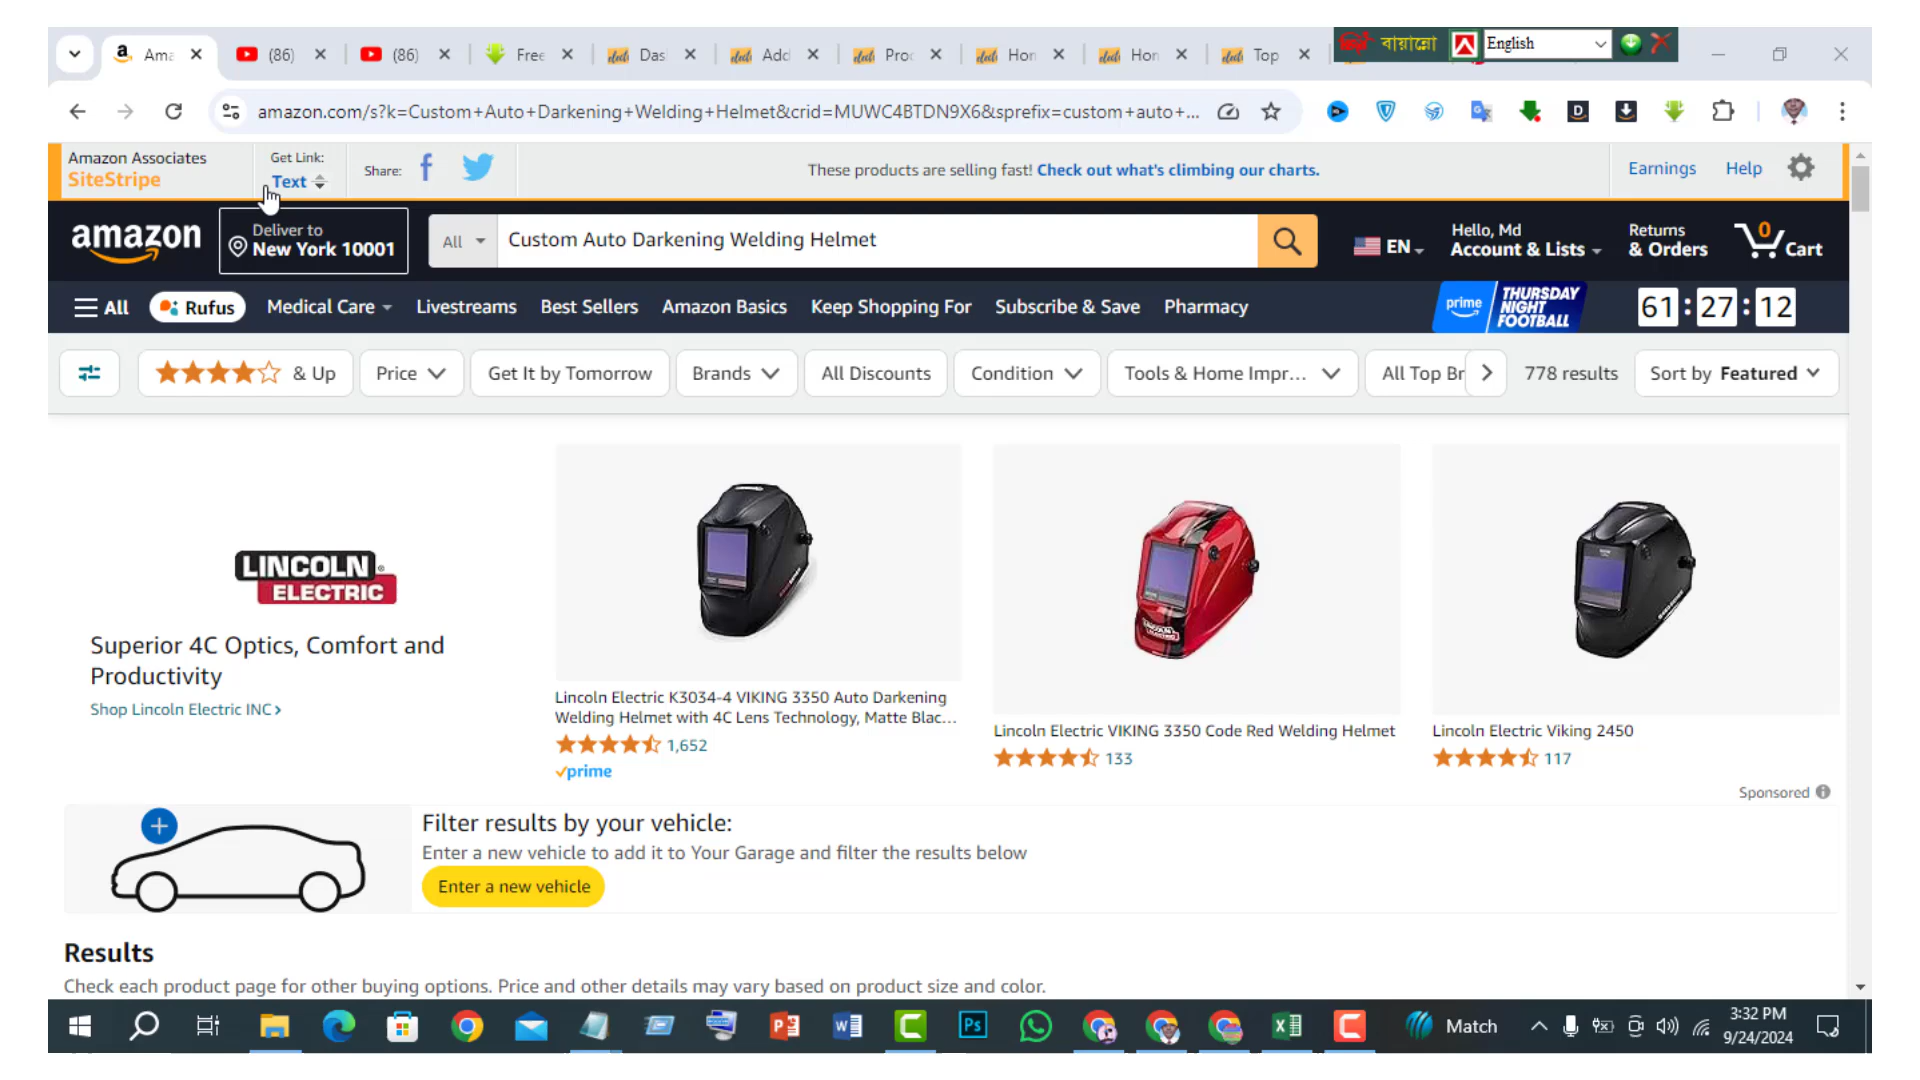 Ama
(86)
(86)
Free
Das
Add
Proc
Hon
Hon
Top
বায়ান্নো
English
amazon.com/s?k=Custom+Auto+Darkening+Welding+Helmet&crid=MUWC4BTDN9X6&sprefix=custom+auto+...
Amazon Associates
SiteStripe
Get Link:
Text
Share:
These products are selling fast! Check out what's climbing our charts.
Earnings
Help
amazon
Deliver to
New York 10001
All
Custom Auto Darkening Welding Helmet
EN
Hello, Md
Account & Lists
Returns
& Orders
0
Cart
All
Rufus
Medical Care
Livestreams
Best Sellers
Amazon Basics
Keep Shopping For
Subscribe & Save
Pharmacy
prime
THURSDAY
NIGHT
FOOTBALL
61:27:12
& Up
Price
Get It by Tomorrow
Brands
All Discounts
Condition
Tools & Home Impr...
All Top Br
778 results
Sort by Featured
LINCOLN
ELECTRIC
Superior 4C Optics, Comfort and
Productivity
Shop Lincoln Electric INC
Lincoln Electric K3034-4 VIKING 3350 Auto Darkening
Welding Helmet with 4C Lens Technology, Matte Blac...
1,652
prime
Lincoln Electric VIKING 3350 Code Red Welding Helmet
133
Lincoln Electric Viking 2450
117
Sponsored
Filter results by your vehicle:
Enter a new vehicle to add it to Your Garage and filter the results below
Enter a new vehicle
Results
Check each product page for other buying options. Price and other details may vary based on product size and color.
Match
3:32 PM
9/24/2024